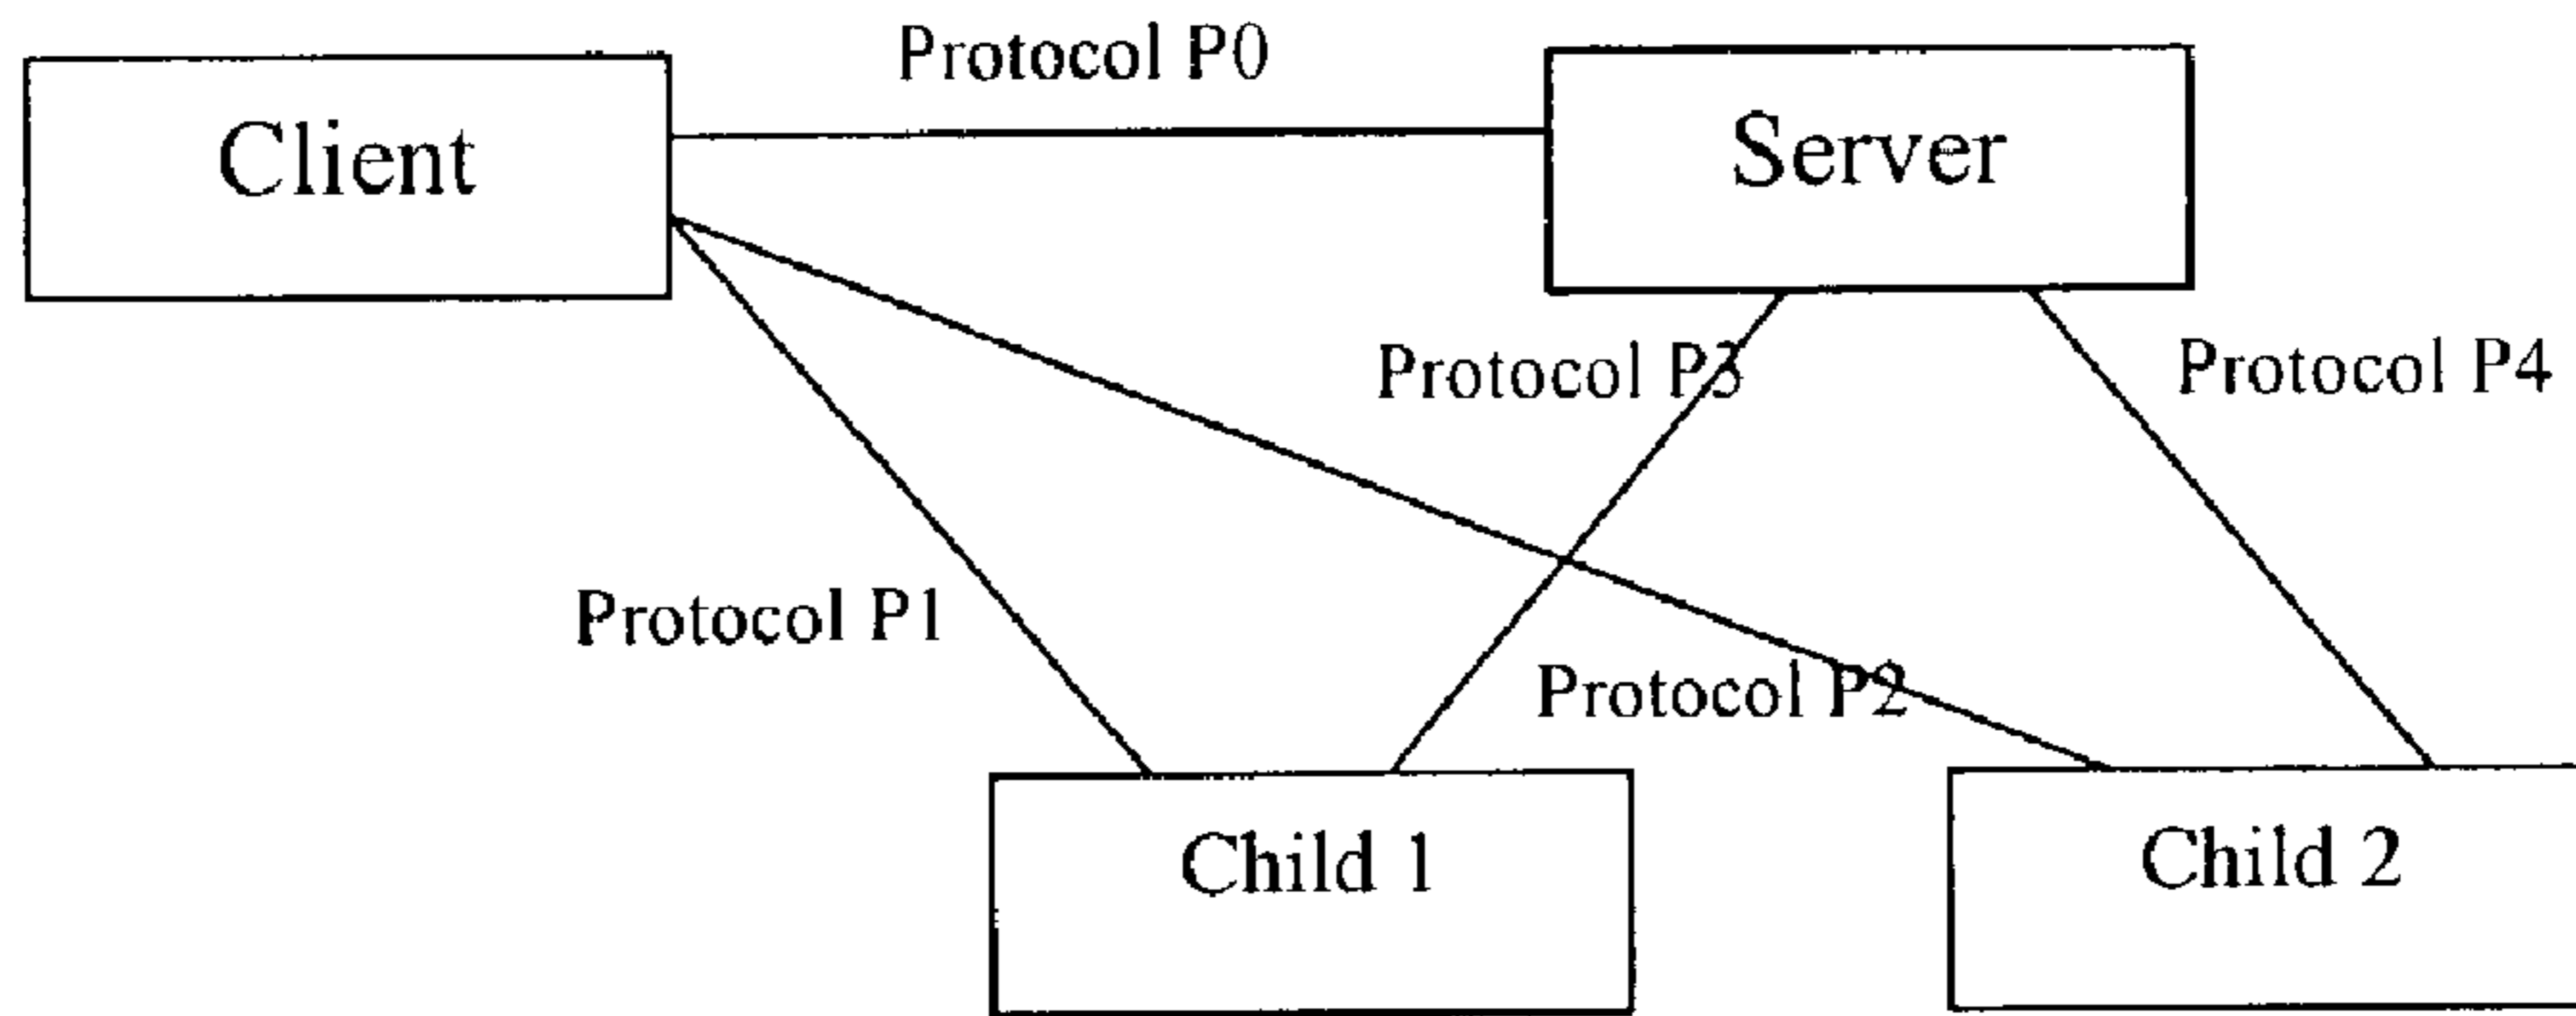 Protocol P0
Client
Server
Protocol P3
Protocol P4
Protocol P1
Protocol P2
Child 1
Child 2